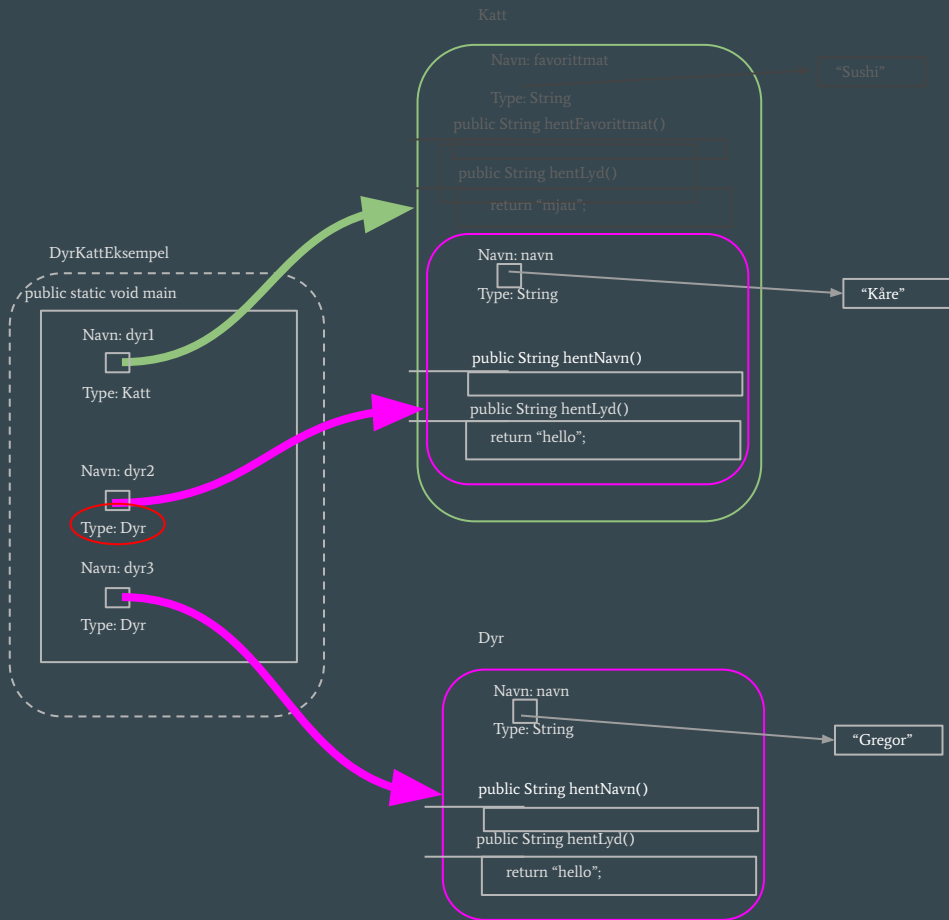 Katt
Navn: favorittmat
“Sushi”
Type: String
public String hentFavorittmat()
public String hentLyd()
return “mjau”;
DyrKattEksempel
public static void main
Navn: dyr1
Type: Katt
Navn: dyr2
Type: Dyr
Navn: dyr3
Type: Dyr
Navn: navn
Type: String
“Kåre”
public String hentNavn()
public String hentLyd()
return “hello”;
Dyr
Navn: navn
Type: String
“Gregor”
public String hentNavn()
public String hentLyd()
return “hello”;